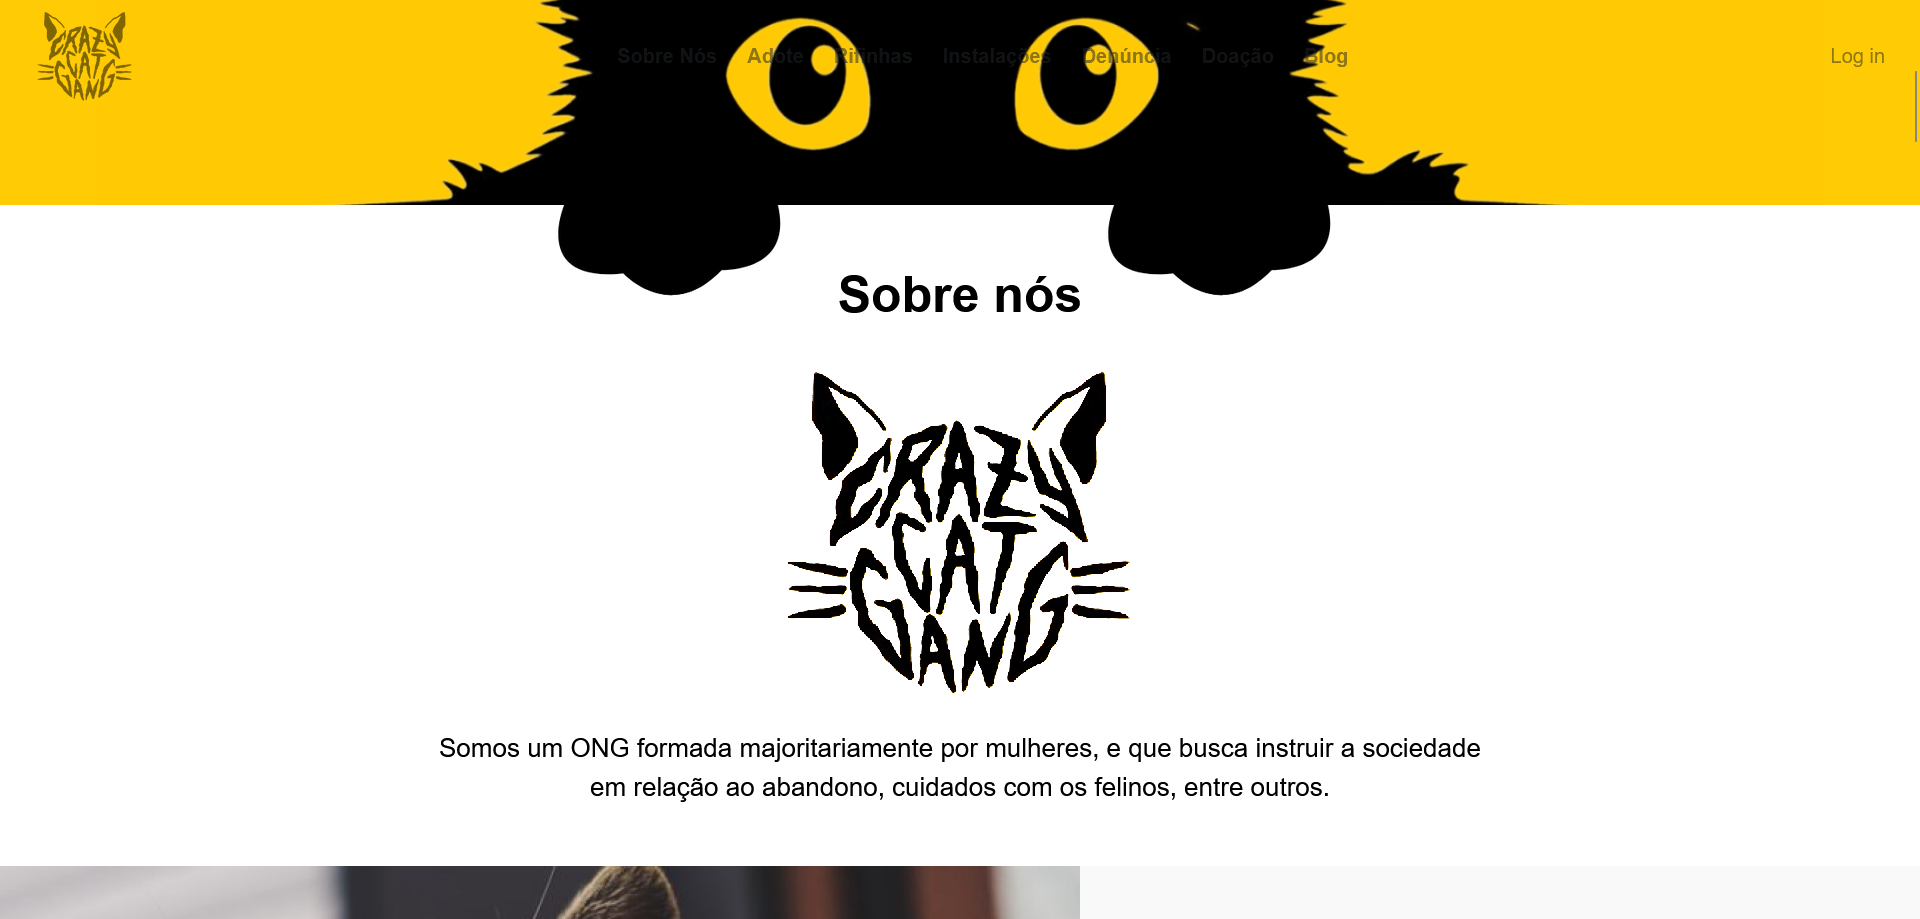 CRAZY
CAT
GANG
Sobre Nós Adote Rifinhas Instalações Denúncia Doação Blog
Log in
Sobre nós
CRAZY
CAT
GANG
Somos um ONG formada majoritariamente por mulheres, e que busca instruir a sociedade
em relação ao abandono, cuidados com os felinos, entre outros.